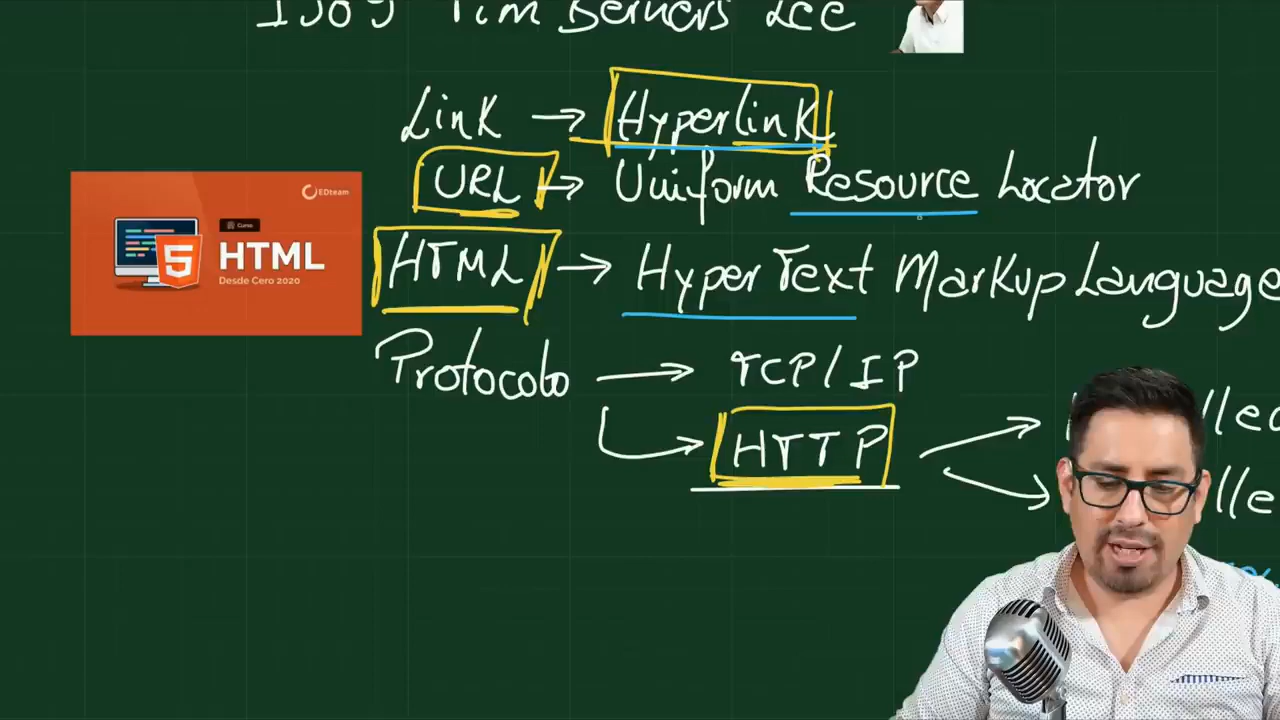 1989 Tim Berners Lee
Link → Hyperlink
URL → Uniform Resource Locator
EDteam
Curso
5 HTML
Desde Cero 2020
HTML → HyperText Markup Language
Protocolo → TCP/IP
HTTP